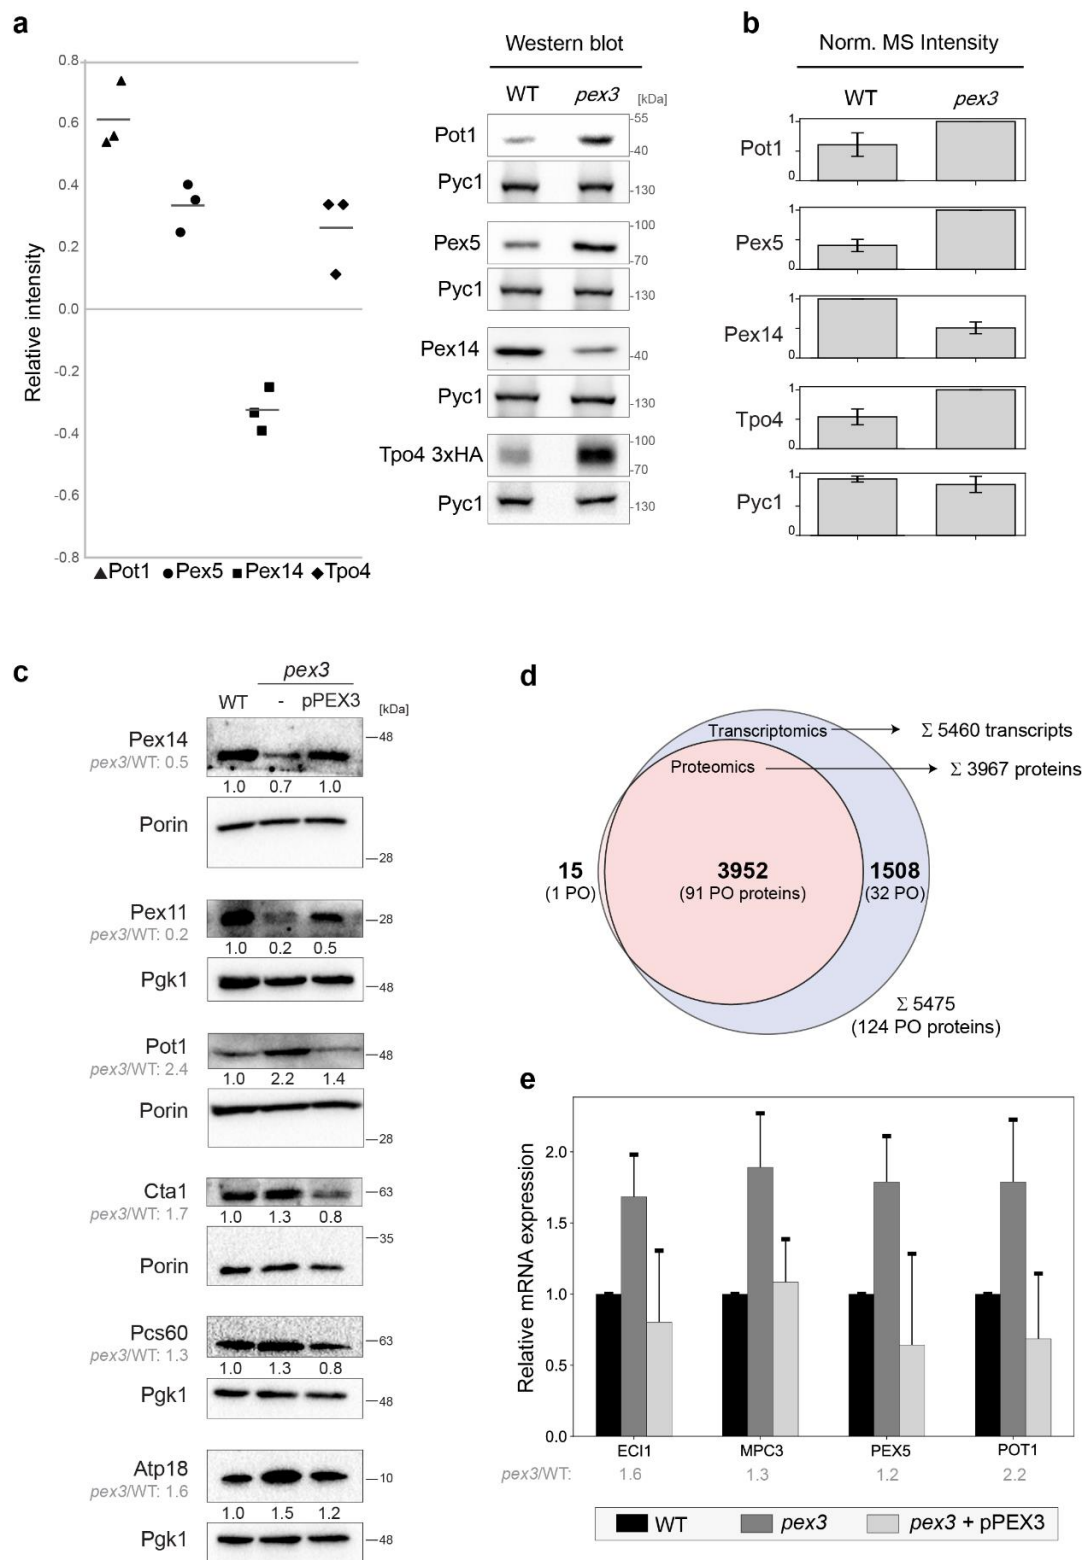 a
0.8
0.6
0.4
0.2
0.0
-0.2
-0.4
-0.6
-0.8
Relative intensity
▲Pot1 ●Pex5 ■Pex14 ◆Tpo4
Western blot
WT pex3 [kDa]
Pot1
-55
-40
Pyc1
-130
Pex5
-100
-70
Pyc1
-130
Pex14
-40
Pyc1
-130
Tpo4 3xHA
-100
-70
Pyc1
-130
b
Norm. MS Intensity
WT pex3
Pot1
1
0
Pex5
1
0
Pex14
1
0
Tpo4
1
0
Pyc1
1
0
c
pex3
WT - pPEX3 [kDa]
Pex14
pex3/WT: 0.5
—48
1.0 0.7 1.0
Porin
—28
Pex11
pex3/WT: 0.2
—28
1.0 0.2 0.5
Pgk1
—48
Pot1
pex3/WT: 2.4
—48
1.0 2.2 1.4
Porin
—28
Cta1
pex3/WT: 1.7
—63
1.0 1.3 0.8
—35
Porin
Pcs60
pex3/WT: 1.3
—63
1.0 1.3 0.8
Pgk1
—48
Atp18
pex3/WT: 1.6
—10
1.0 1.5 1.2
Pgk1
—48
d
Transcriptomics
Σ 5460 transcripts
Proteomics
Σ 3967 proteins
15
(1 PO)
3952
(91 PO proteins)
1508
(32 PO)
Σ 5475
(124 PO proteins)
e
Relative mRNA expression
2.0
1.5
1.0
0.5
0.0
ECI1 MPC3 PEX5 POT1
pex3/WT: 1.6 1.3 1.2 2.2
WT pex3 pex3 + pPEX3